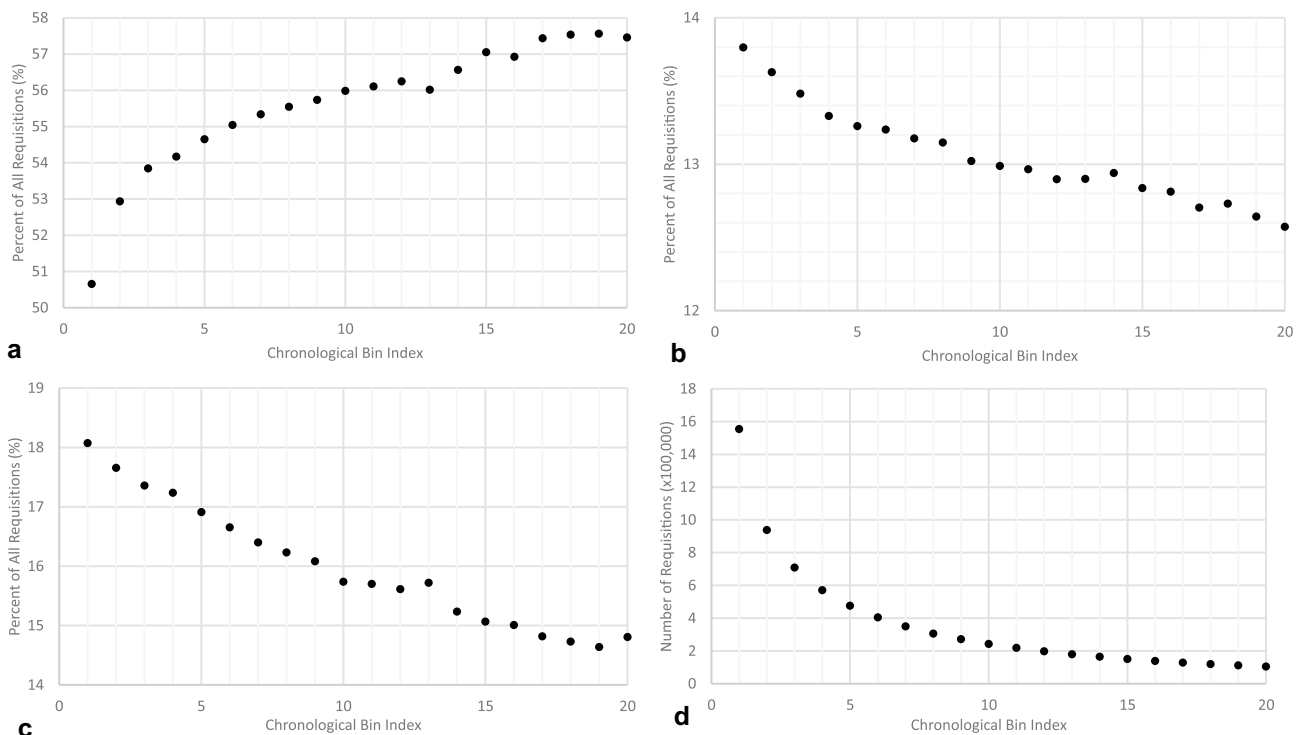 58
57
56
55
54
53
52
51
50
Percent of All Requisitions (%)
0 5 10 15 20
Chronological Bin Index
a
14
13
12
Percent of All Requisitions (%)
0 5 10 15 20
Chronological Bin Index
b
19
18
17
16
15
14
Percent of All Requisitions (%)
0 5 10 15 20
Chronological Bin Index
c
18
16
14
12
10
8
6
4
2
0
Number of Requisitions (x100,000)
0 5 10 15 20
Chronological Bin Index
d